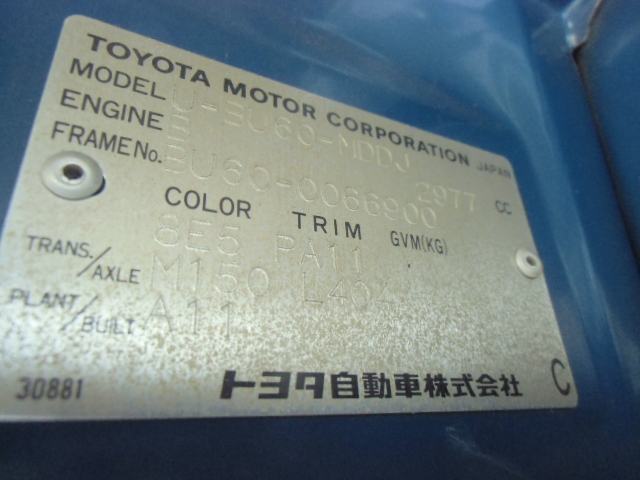 TOYOTA MOTOR CORPORATION JAPAN
MODEL U-BU60-MDDJ
ENGINE B 2977 CC
FRAME No. BU60-0066900
COLOR TRIM GVM(KG)
8E5 PA11
TRANS./AXLE M150 L404
PLANT/BUILT A11
30881 トヨタ自動車株式会社 C